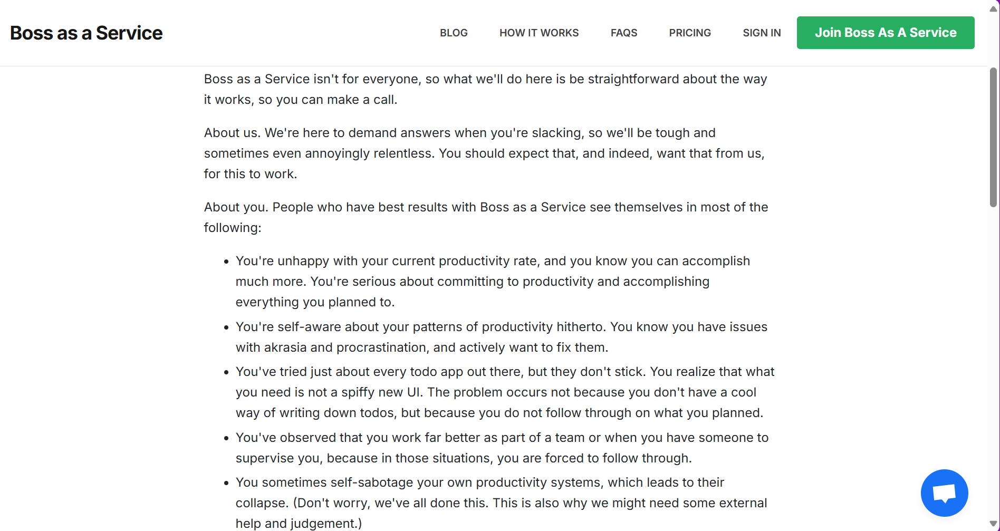 Boss as a Service
BLOG
HOW IT WORKS
FAQS
PRICING
SIGN IN
Join Boss As A Service
Boss as a Service isn't for everyone, so what we'll do here is be straightforward about the way
it works, so you can make a call.
About us. We're here to demand answers when you're slacking, so we'll be tough and
sometimes even annoyingly relentless. You should expect that, and indeed, want that from us,
for this to work.
About you. People who have best results with Boss as a Service see themselves in most of the
following:
• You're unhappy with your current productivity rate, and you know you can accomplish
much more. You're serious about committing to productivity and accomplishing
everything you planned to.
• You're self-aware about your patterns of productivity hitherto. You know you have issues
with akrasia and procrastination, and actively want to fix them.
• You've tried just about every todo app out there, but they don't stick. You realize that what
you need is not a spiffy new UI. The problem occurs not because you don't have a cool
way of writing down todos, but because you do not follow through on what you planned.
• You've observed that you work far better as part of a team or when you have someone to
supervise you, because in those situations, you are forced to follow through.
• You sometimes self-sabotage your own productivity systems, which leads to their
collapse. (Don't worry, we've all done this. This is also why we might need some external
help and judgement.)